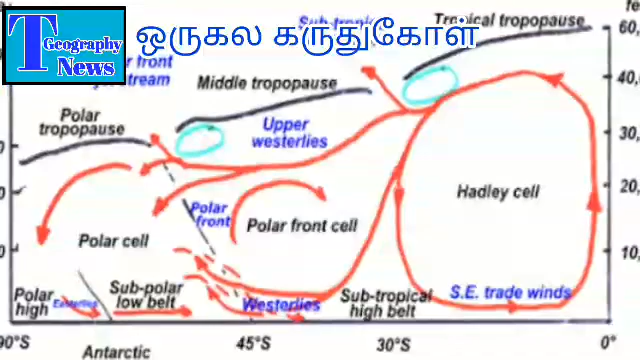 T Geography
News
ஒருகல கருதுகோள்
Sub-tropic
Tropical tropopause
fe
60,
r front
stream
Middle tropopause
40,
Polar
tropopause
Upper
westerlies
30,
20,
Polar
front
Hadley cell
Polar front cell
Polar cell
10,
Polar
high
Easterlies
Sub-polar
low belt
Westerlies
Sub-tropical
high belt
S.E. trade winds
90°S
45°S
30°S
0°
Antarctic